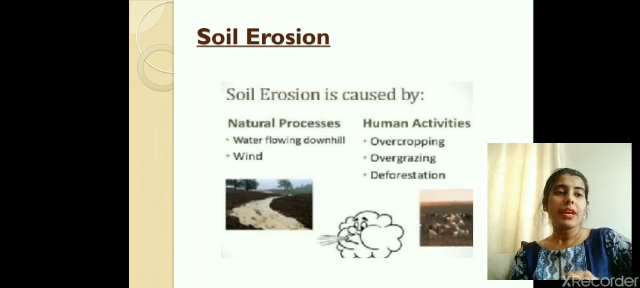 Soil Erosion
Soil Erosion is caused by:
Natural Processes
Water flowing downhill
Wind
Human Activities
Overcropping
Overgrazing
Deforestation
XRecorder